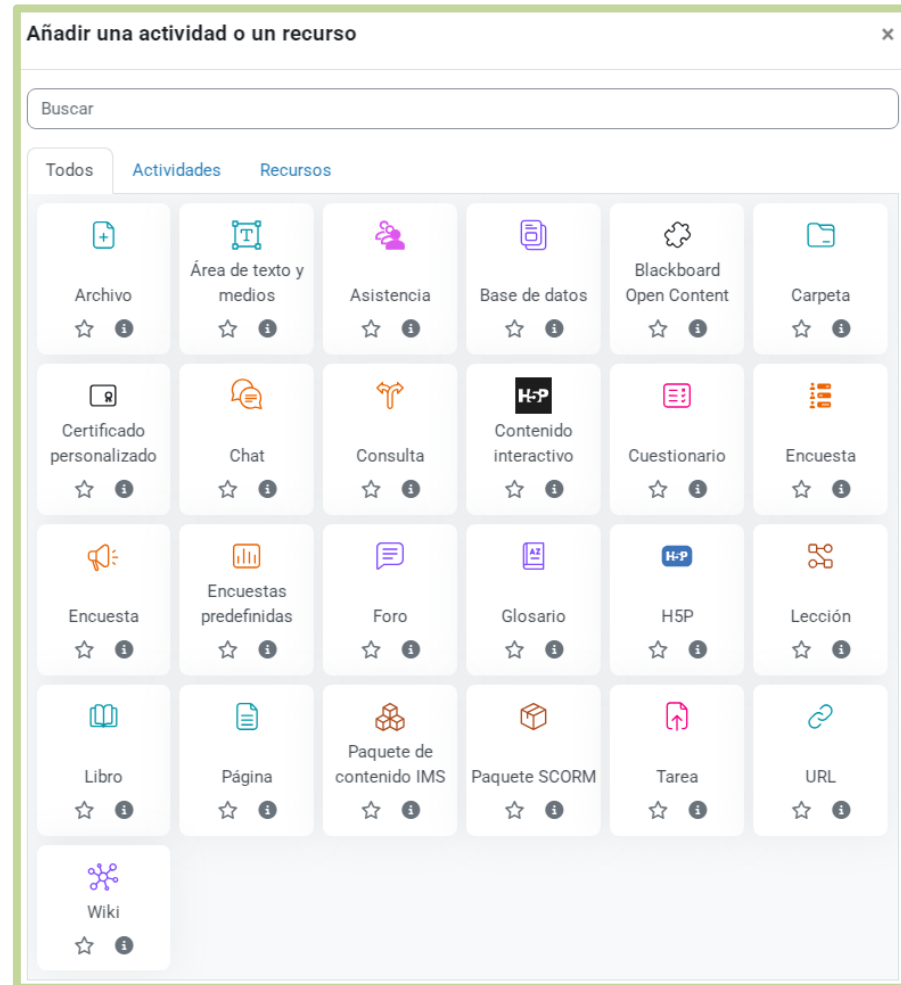 Añadir una actividad o un recurso
×
Buscar
Todos Actividades Recursos
Archivo
Área de texto y
medios
Asistencia
Base de datos
Blackboard
Open Content
Carpeta
Certificado
personalizado
Chat
Consulta
H5P
Contenido
interactivo
Cuestionario
Encuesta
Encuesta
Encuestas
predefinidas
Foro
AZ
Glosario
H5P
H5P
Lección
Libro
Página
Paquete de
contenido IMS
Paquete SCORM
Tarea
URL
Wiki